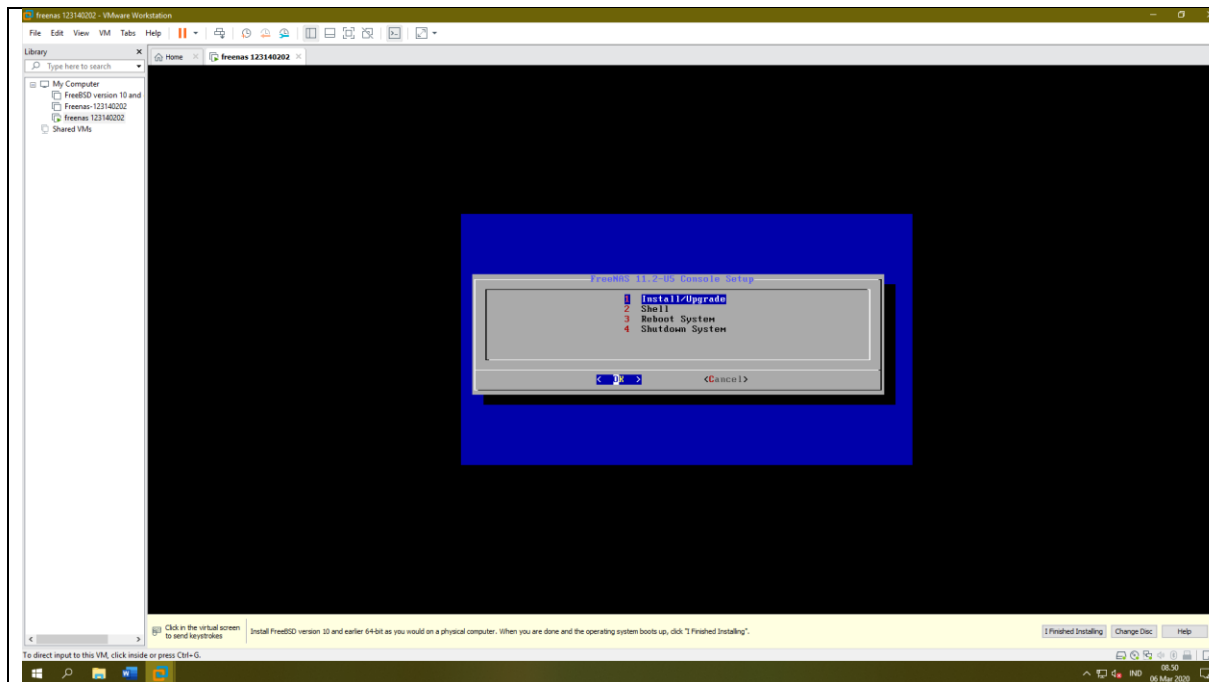 freenas 123140202 - VMware Workstation
File Edit View VM Tabs Help
Library
Type here to search
Home
freenas 123140202
My Computer
FreeBSD version 10 and
Freenas-123140202
freenas 123140202
Shared VMs
FreeNAS 11.2-U5 Console Setup
1 Install/Upgrade
2 Shell
3 Reboot System
4 Shutdown System
< OK > <Cancel>
Click in the virtual screen
to send keystrokes
Install FreeBSD version 10 and earlier 64-bit as you would on a physical computer. When you are done and the operating system boots up, click "I Finished Installing".
I Finished Installing Change Disc Help
To direct input to this VM, click inside or press Ctrl+G.
IND
08.50
06 Mar 2020